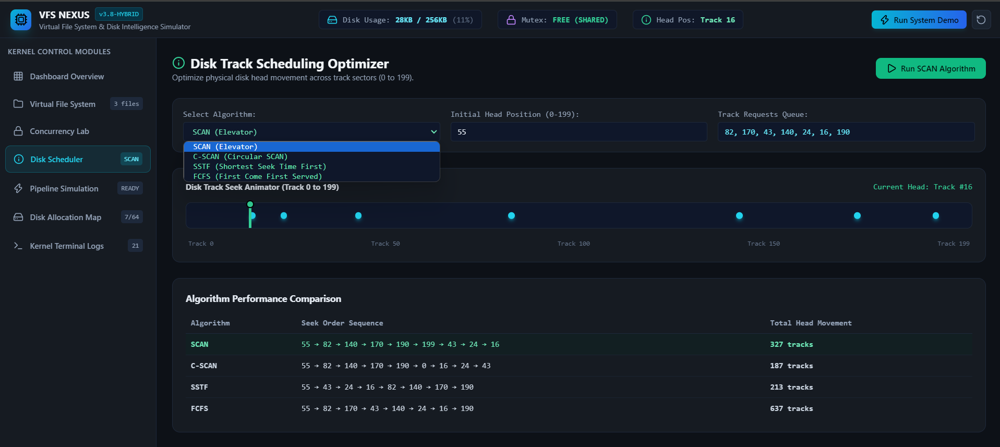 VFS NEXUS v3.8-HYBRID
Virtual File System & Disk Intelligence Simulator
Disk Usage: 28KB / 256KB (11%)
Mutex: FREE (SHARED)
Head Pos: Track 16
Run System Demo
KERNEL CONTROL MODULES
Dashboard Overview
Virtual File System 3 files
Concurrency Lab
Disk Scheduler SCAN
Pipeline Simulation READY
Disk Allocation Map 7/64
Kernel Terminal Logs 21
Disk Track Scheduling Optimizer
Optimize physical disk head movement across track sectors (0 to 199).
Run SCAN Algorithm
Select Algorithm:
SCAN (Elevator)
SCAN (Elevator)
C-SCAN (Circular SCAN)
SSTF (Shortest Seek Time First)
FCFS (First Come First Served)
Initial Head Position (0-199):
55
Track Requests Queue:
82, 170, 43, 140, 24, 16, 190
Disk Track Seek Animator (Track 0 to 199)
Current Head: Track #16
Track 0 Track 50 Track 100 Track 150 Track 199
Algorithm Performance Comparison
Algorithm Seek Order Sequence Total Head Movement
SCAN 55 → 82 → 140 → 170 → 190 → 199 → 43 → 24 → 16 327 tracks
C-SCAN 55 → 82 → 140 → 170 → 190 → 0 → 16 → 24 → 43 187 tracks
SSTF 55 → 43 → 24 → 16 → 82 → 140 → 170 → 190 213 tracks
FCFS 55 → 82 → 170 → 43 → 140 → 24 → 16 → 190 637 tracks